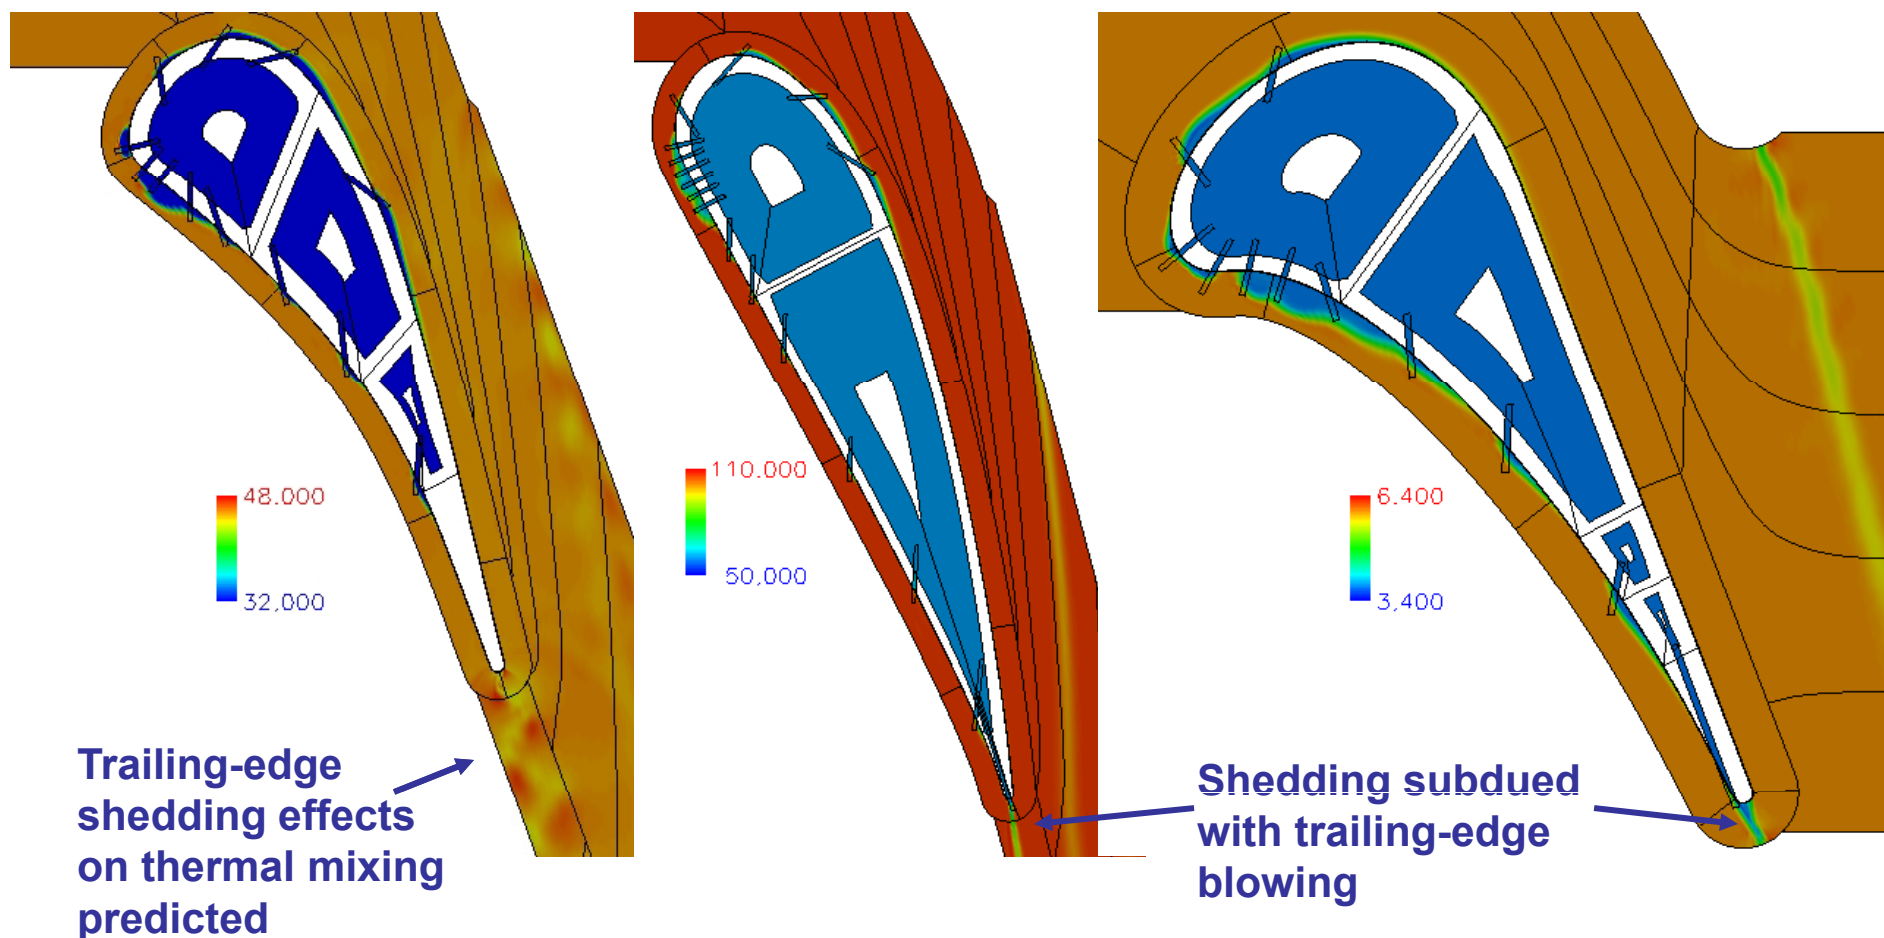 48.000
32,000
110.000
50,000
6.400
3,400
Trailing-edge
shedding effects
on thermal mixing
predicted
Shedding subdued
with trailing-edge
blowing